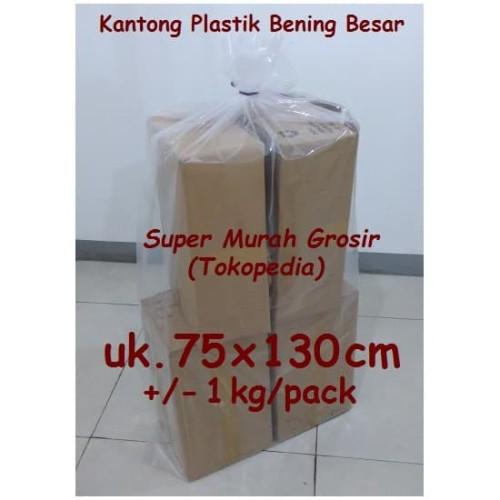 Kantong Plastik Bening Besar
Super Murah Grosir
(Tokopedia)
uk. 75x130cm
+/- 1 kg/pack